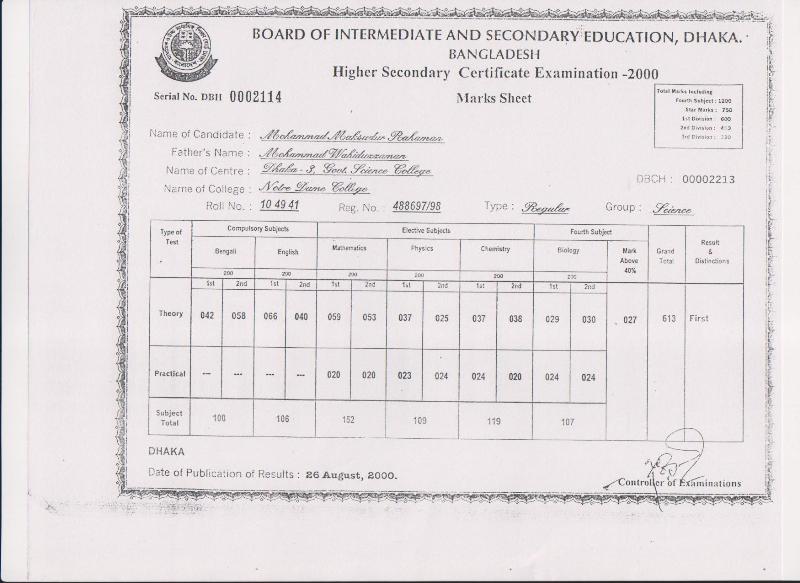 BOARD OF INTERMEDIATE AND SECONDARY EDUCATION, DHAKA.
BANGLADESH
Higher Secondary Certificate Examination -2000
Serial No. DBH 0002114
Marks Sheet
Total Marks Including
Fourth Subject : 1200
Star Marks : 750
1st Division : 600
2nd Division :
3rd Division :
Name of Candidate : Mohammad Maksudur Rahaman
Father's Name : Mohammad Wahiduzzaman
Name of Centre : Dhaka - 3, Govt. Science College
DBCH : 00002213
Name of College : Notre Dame College
Roll No. : 10 49 41 Reg. No. 488697/98 Type : Regular Group : Science
Type of Test Compulsory Subjects Elective Subjects Fourth Subject Grand Total Result & Distinctions
Bengali English Mathematics Physics Chemistry Biology Mark Above 40%
200 200 200 200 200 200
1st 2nd 1st 2nd 1st 2nd 1st 2nd 1st 2nd 1st 2nd
Theory 042 058 066 040 059 053 037 025 037 038 029 030 027 613 First
Practical --- --- --- --- 020 020 023 024 024 020 024 024
Subject Total 100 106 152 109 119 107
DHAKA
Date of Publication of Results : 26 August, 2000.
Controller of Examinations